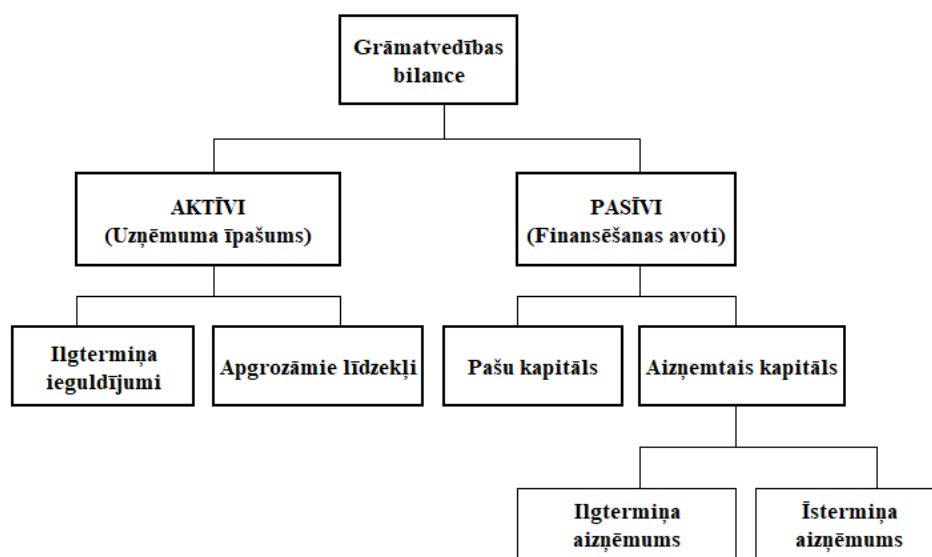 Grāmatvedības
bilance
AKTĪVI
(Uzņēmuma īpašums)
PASĪVI
(Finansēšanas avoti)
Ilgtermiņa
ieguldījumi
Apgrozāmie līdzekļi
Pašu kapitāls
Aizņemtais kapitāls
Ilgtermiņa
aizņēmums
Īstermiņa
aizņēmums